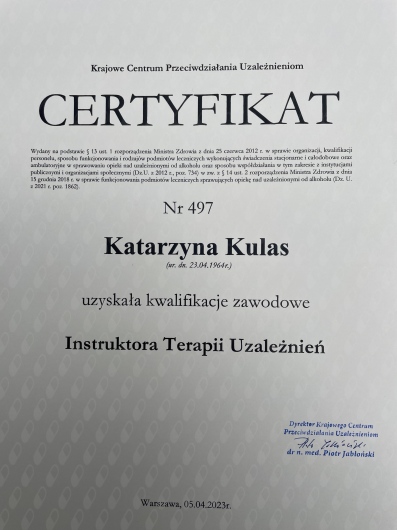 Krajowe Centrum Przeciwdziałania Uzależnieniom
CERTYFIKAT
Wydany na podstawie § 13 ust. 1 rozporządzenia Ministra Zdrowia z dnia 25 czerwca 2012 r. w sprawie organizacji, kwalifikacji
personelu, sposobu funkcjonowania i rodzajów podmiotów leczniczych wykonujących świadczenia stacjonarne i całodobowe oraz
ambulatoryjne w sprawowaniu opieki nad uzależnionymi od alkoholu oraz sposobu współdziałania w tym zakresie z instytucjami
publicznymi i organizacjami społecznymi (Dz.U. z 2012 r., poz. 734) w zw. z § 14 ust. 2 rozporządzenia Ministra Zdrowia z dnia
15 grudnia 2018 r. w sprawie funkcjonowania podmiotów leczniczych sprawujących opiekę nad uzależnionymi od alkoholu (Dz. U.
z 2021 r. poz. 1862).
Nr 497
Katarzyna Kulas
(ur. dn. 23.04.1964r.)
uzyskała kwalifikacje zawodowe
Instruktora Terapii Uzależnień
Dyrektor Krajowego Centrum
Przeciwdziałania Uzależnieniom
dr n. med. Piotr Jabłoński
Warszawa, 05.04.2023r.